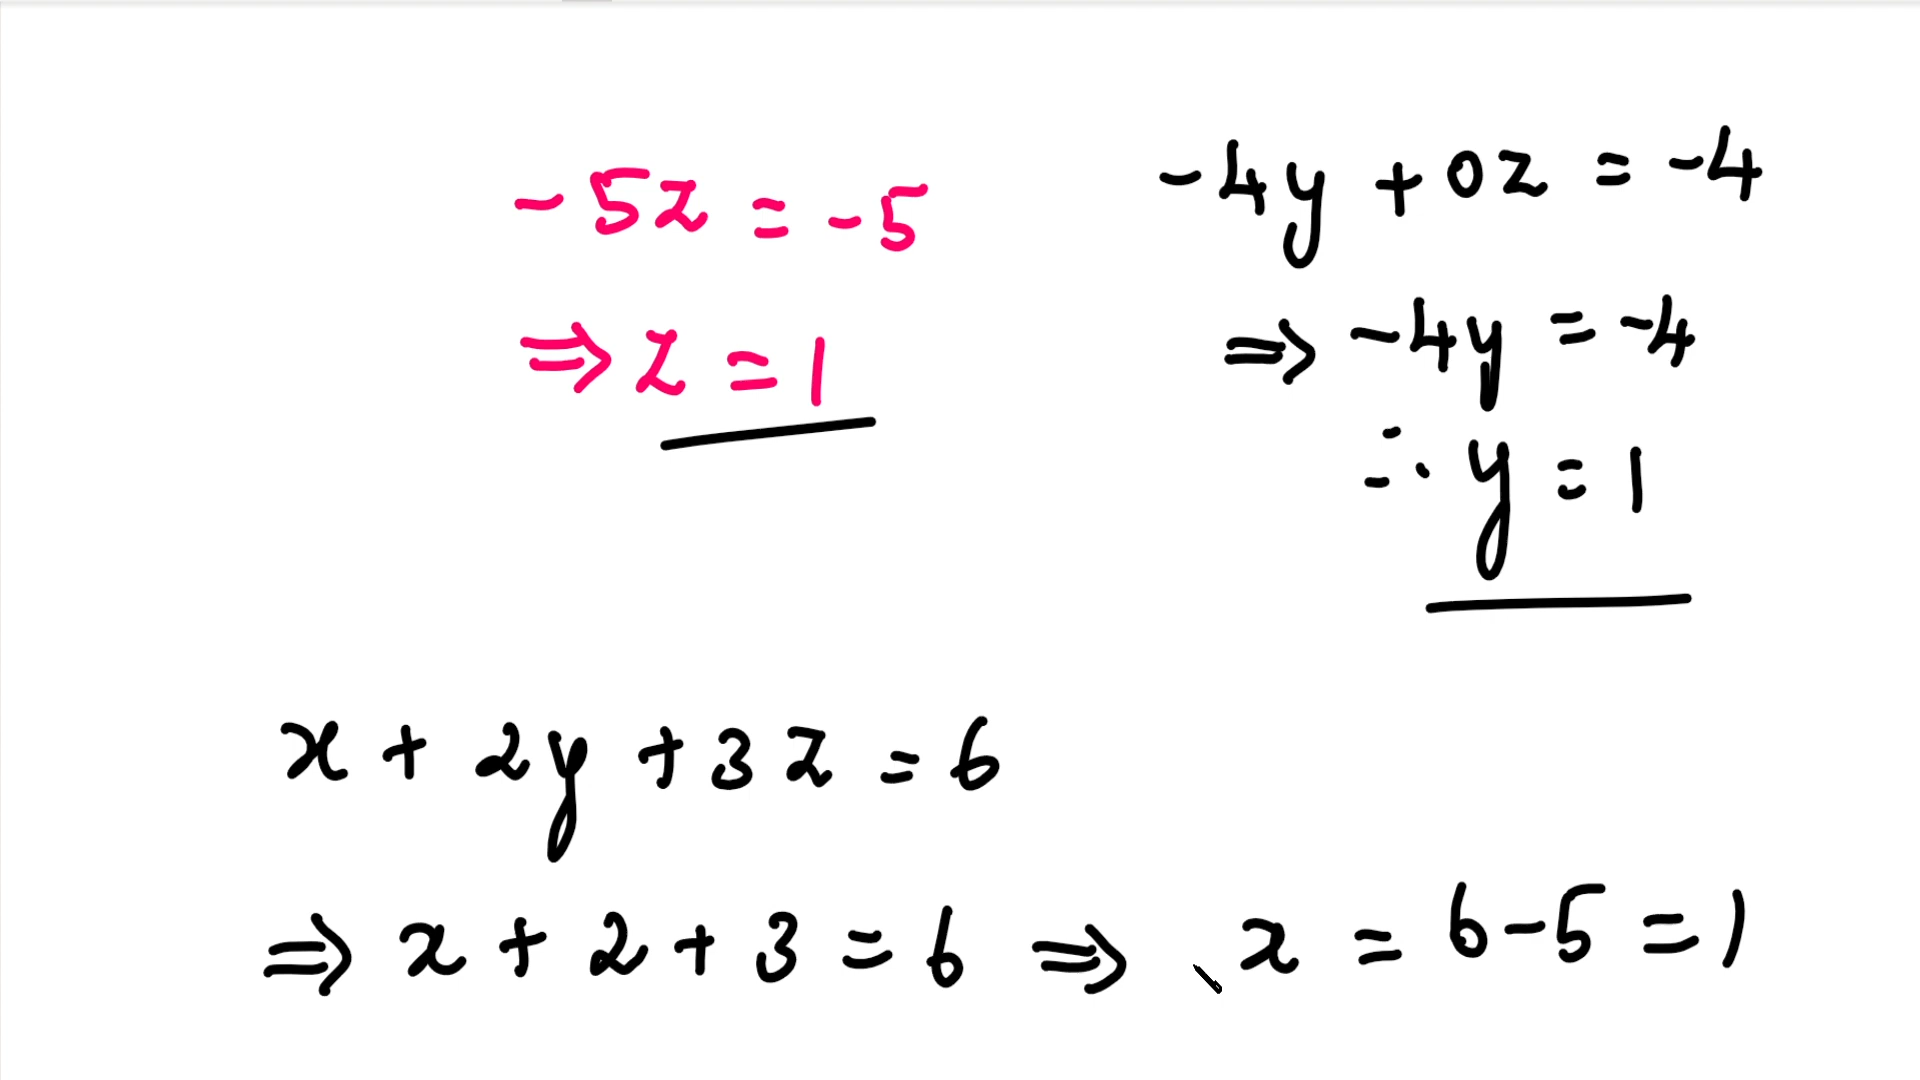 -5z = -5
⇒ z = 1
-4y + 0z = -4
⇒ -4y = -4
∴ y = 1
x + 2y + 3z = 6
⇒ x + 2 + 3 = 6 ⇒ x = 6-5 = 1